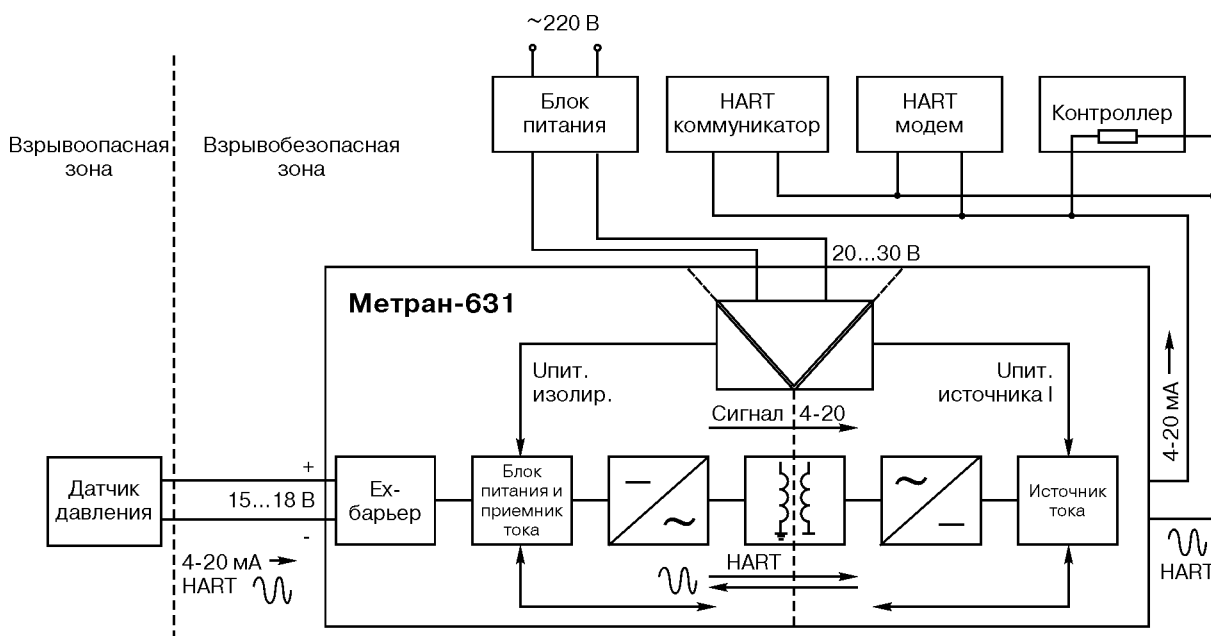 ~220 В
Блок
питания
HART
коммуникатор
HART
модем
Контроллер
Взрывоопасная
зона
Взрывобезопасная
зона
20...30 В
Метран-631
Uпит.
изолир.
Uпит.
источника I
Сигнал 4-20
4-20 мА
Датчик
давления
+
15...18 В
-
Ex-
барьер
Блок
питания и
приемник
тока
–
~
~
–
Источник
тока
4-20 мА
HART
HART
HART